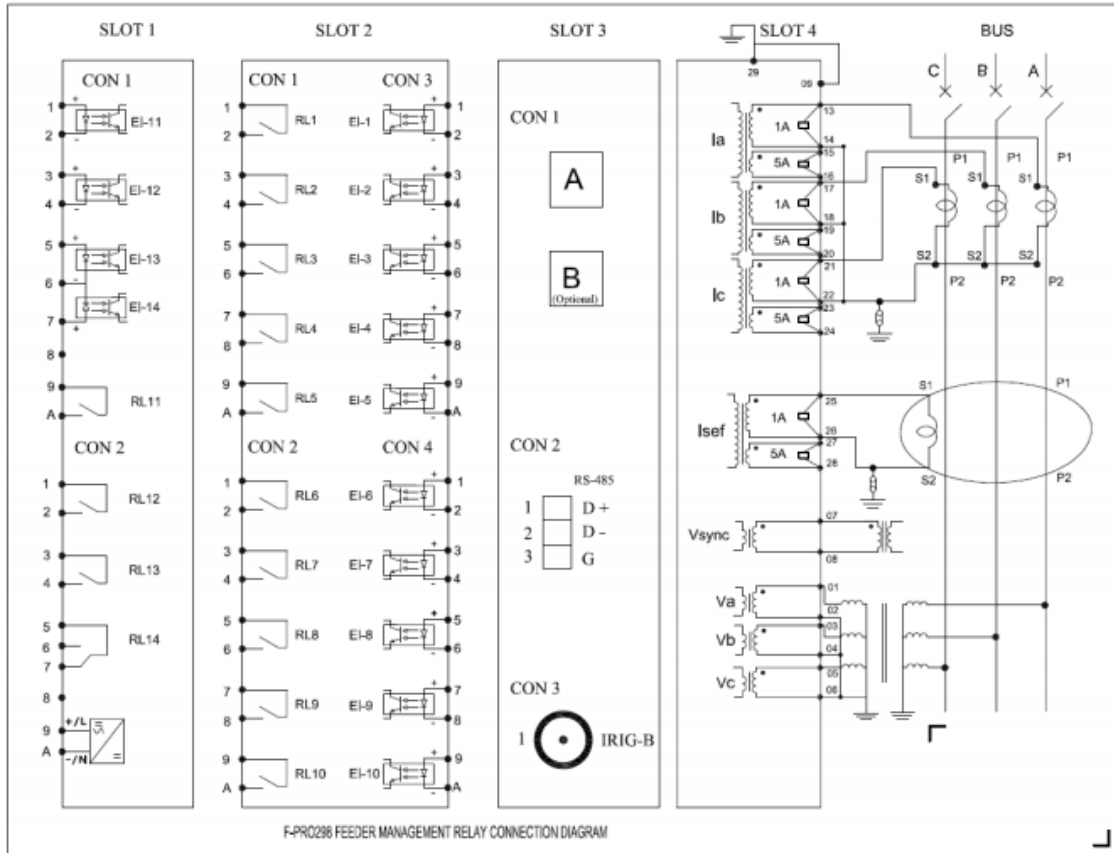 SLOT 1
SLOT 2
SLOT 3
SLOT 4
BUS
CON 1
1
2
+
-
EI-11
3
4
+
-
EI-12
5
6
7
+
-
+
EI-13
EI-14
8
9
A
RL11
CON 2
1
2
RL12
3
4
RL13
5
6
7
RL14
8
9
A
+/L
-/N
CON 1
CON 3
1
2
RL1
EI-1
+
-
1
2
3
4
RL2
EI-2
+
-
3
4
5
6
RL3
EI-3
+
-
5
6
7
8
RL4
EI-4
+
-
7
8
9
A
RL5
EI-5
+
-
9
A
CON 2
CON 4
1
2
RL6
EI-6
+
-
1
2
3
4
RL7
EI-7
+
-
3
4
5
6
RL8
EI-8
+
-
5
6
7
8
RL9
EI-9
+
-
7
8
9
A
RL10
EI-10
+
-
9
A
CON 1
A
B
(Optional)
CON 2
RS-485
1 D +
2 D -
3 G
CON 3
1 IRIG-B
29
09
C B A
Ia
1A
5A
13
14
15
16
Ib
1A
5A
17
18
19
20
Ic
1A
5A
21
22
23
24
P1 P1 P1
S1 S1 S1
S2 S2 S2
P2 P2 P2
Isef
1A
5A
25
26
27
28
S1
P1
S2
P2
Vsync
07
08
Va
01
02
Vb
03
04
Vc
05
06
F-PRO298 FEEDER MANAGEMENT RELAY CONNECTION DIAGRAM